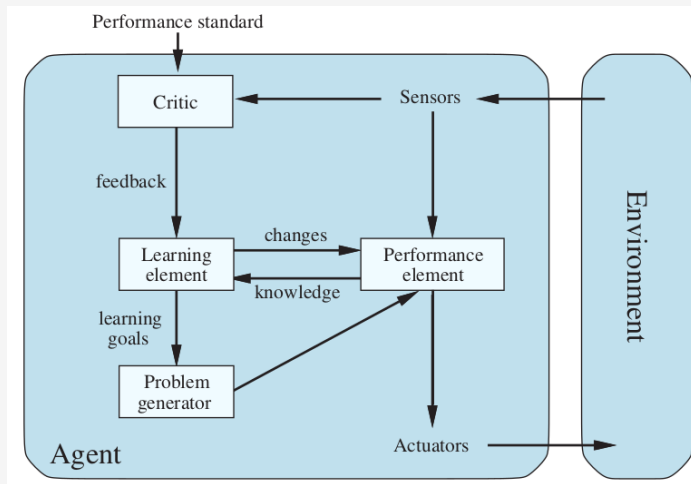 Performance standard
Critic
Sensors
feedback
changes
Learning
element
Performance
element
knowledge
learning
goals
Problem
generator
Agent
Actuators
Environment